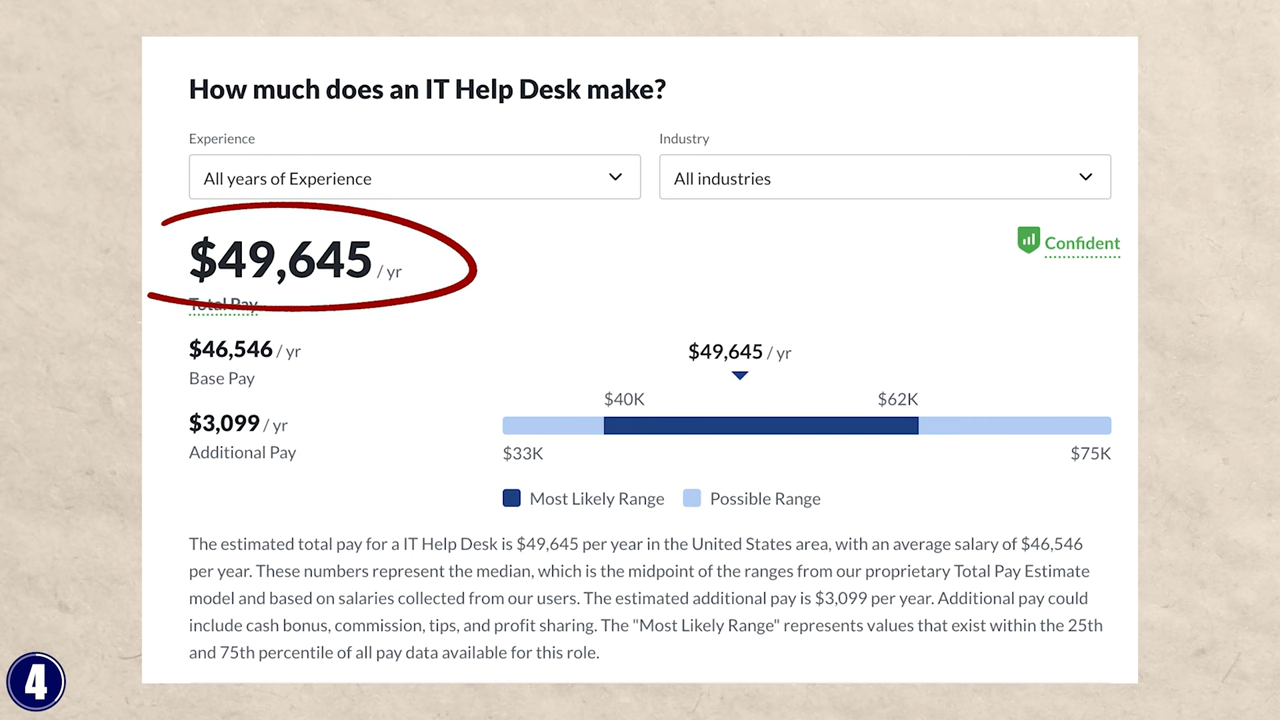 How much does an IT Help Desk make?
Experience
Industry
All years of Experience
All industries
$49,645 / yr
Confident
Total Pay
$46,546 / yr
Base Pay
$49,645 / yr
$40K
$62K
$3,099 / yr
Additional Pay
$33K
$75K
Most Likely Range
Possible Range
The estimated total pay for a IT Help Desk is $49,645 per year in the United States area, with an average salary of $46,546
per year. These numbers represent the median, which is the midpoint of the ranges from our proprietary Total Pay Estimate
model and based on salaries collected from our users. The estimated additional pay is $3,099 per year. Additional pay could
include cash bonus, commission, tips, and profit sharing. The "Most Likely Range" represents values that exist within the 25th
and 75th percentile of all pay data available for this role.
4